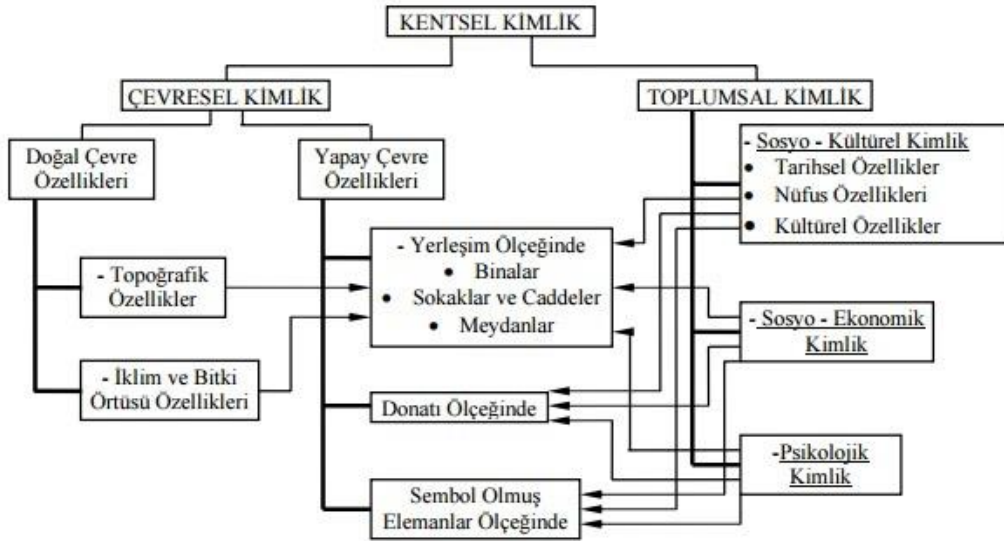 KENTSEL KİMLİK
ÇEVRESEL KİMLİK
TOPLUMSAL KİMLİK
Doğal Çevre
Özellikleri
Yapay Çevre
Özellikleri
- Sosyo - Kültürel Kimlik
• Tarihsel Özellikler
• Nüfus Özellikleri
• Kültürel Özellikler
- Topoğrafik
Özellikler
- Yerleşim Ölçeğinde
• Binalar
• Sokaklar ve Caddeler
• Meydanlar
- Sosyo - Ekonomik
Kimlik
- İklim ve Bitki
Örtüsü Özellikleri
Donatı Ölçeğinde
-Psikolojik
Kimlik
Sembol Olmuş
Elemanlar Ölçeğinde